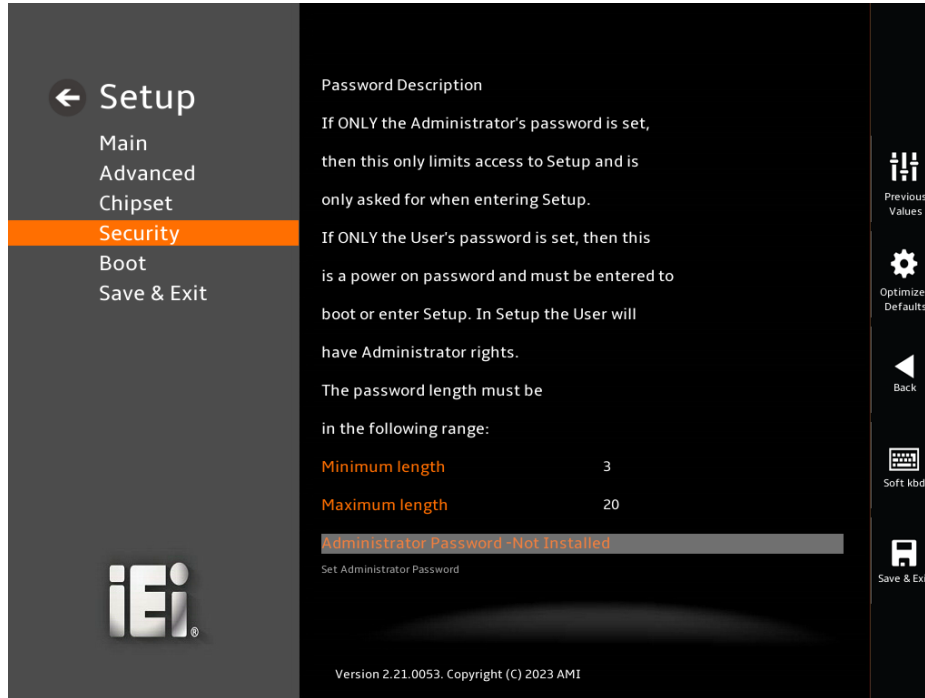 Setup
Main
Advanced
Chipset
Security
Boot
Save & Exit
Password Description
If ONLY the Administrator's password is set,
then this only limits access to Setup and is
only asked for when entering Setup.
If ONLY the User's password is set, then this
is a power on password and must be entered to
boot or enter Setup. In Setup the User will
have Administrator rights.
The password length must be
in the following range:
Minimum length 3
Maximum length 20
Administrator Password -Not Installed
Set Administrator Password
Version 2.21.0053. Copyright (C) 2023 AMI
Previous
Values
Optimize
Defaults
Back
Soft kbd
Save & Exi
iEi®